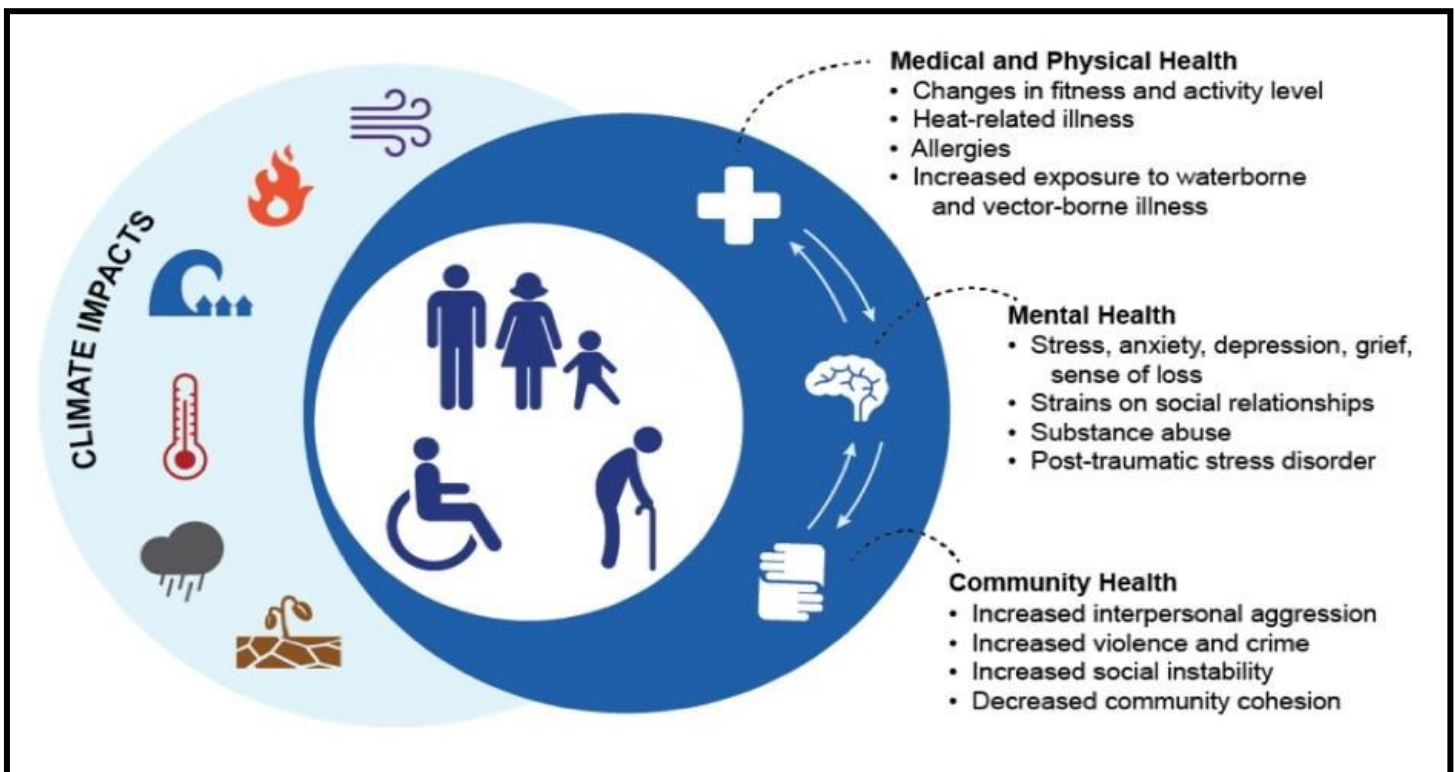 CLIMATE IMPACTS
Medical and Physical Health
• Changes in fitness and activity level
• Heat-related illness
• Allergies
• Increased exposure to waterborne
and vector-borne illness
Mental Health
• Stress, anxiety, depression, grief,
sense of loss
• Strains on social relationships
• Substance abuse
• Post-traumatic stress disorder
Community Health
• Increased interpersonal aggression
• Increased violence and crime
• Increased social instability
• Decreased community cohesion